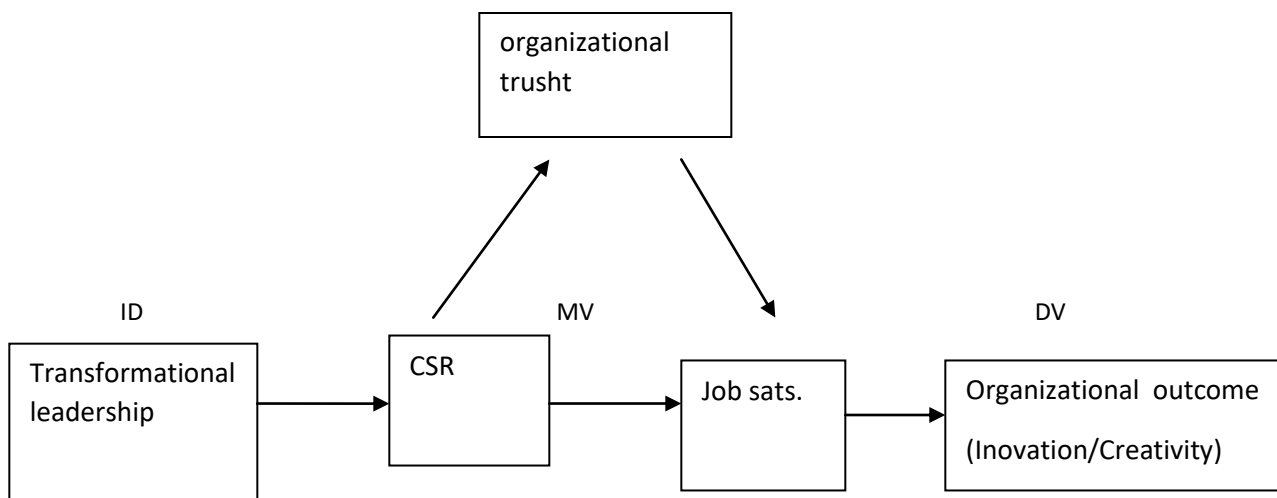 organizational
trusht
ID
MV
DV
Transformational
leadership
CSR
Job sats.
Organizational outcome
(Inovation/Creativity)